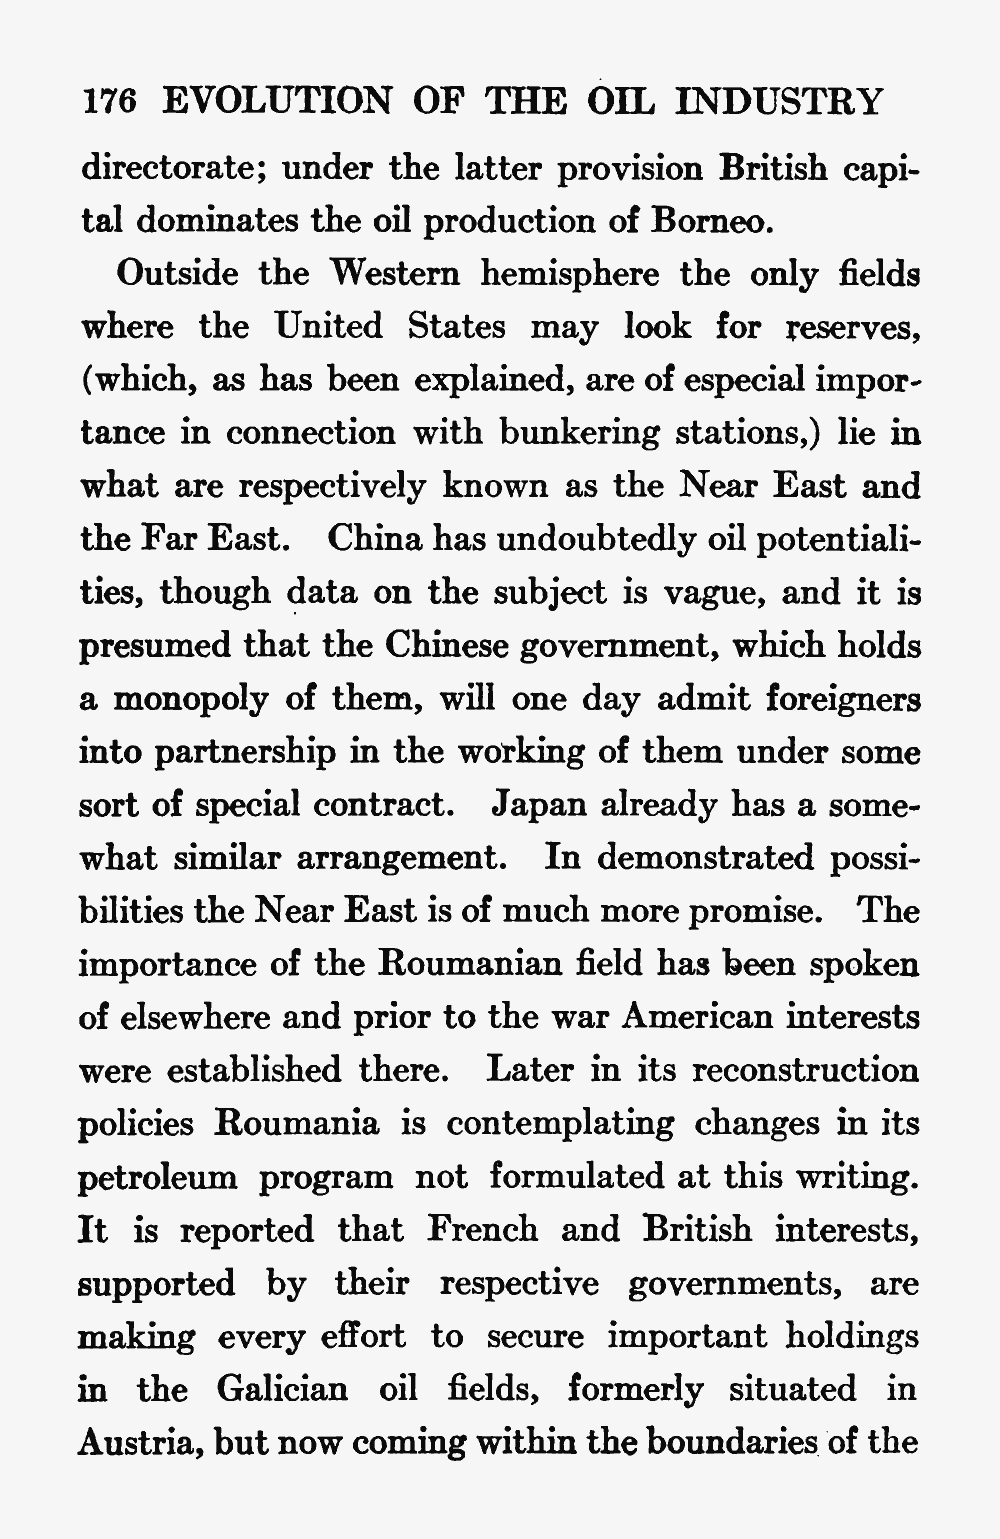 176 EVOLUTION OF THE OIL INDUSTRY
directorate; under the latter provision British capi-
tal dominates the oil production of Borneo.
Outside the Western hemisphere the only fields
where the United States may look for reserves,
(which, as has been explained, are of especial impor-
tance in connection with bunkering stations,) lie in
what are respectively known as the Near East and
the Far East. China has undoubtedly oil potentiali-
ties, though data on the subject is vague, and it is
presumed that the Chinese government, which holds
a monopoly of them, will one day admit foreigners
into partnership in the working of them under some
sort of special contract. Japan already has a some-
what similar arrangement. In demonstrated possi-
bilities the Near East is of much more promise. The
importance of the Roumanian field has been spoken
of elsewhere and prior to the war American interests
were established there. Later in its reconstruction
policies Roumania is contemplating changes in its
petroleum program not formulated at this writing.
It is reported that French and British interests,
supported by their respective governments, are
making every effort to secure important holdings
in the Galician oil fields, formerly situated in
Austria, but now coming within the boundaries of the